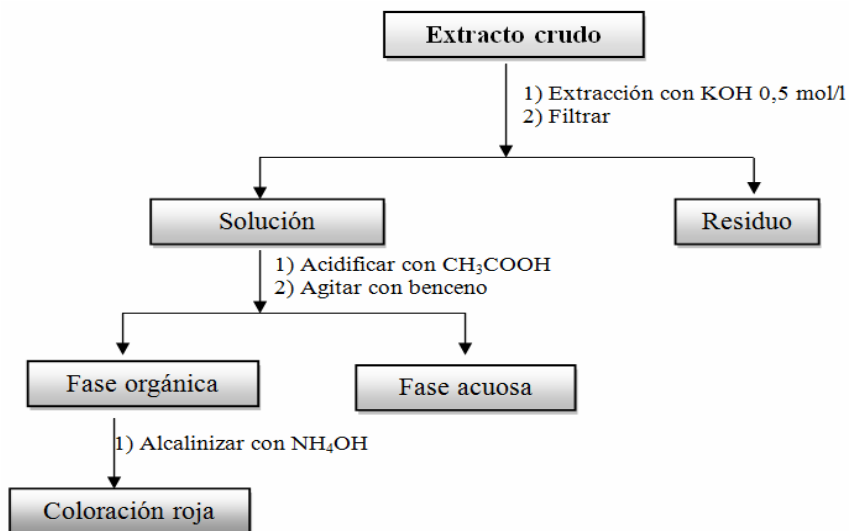 Extracto crudo
1) Extracción con KOH 0,5 mol/l
2) Filtrar
Solución
Residuo
1) Acidificar con CH₃COOH
2) Agitar con benceno
Fase orgánica
Fase acuosa
1) Alcalinizar con NH₄OH
Coloración roja